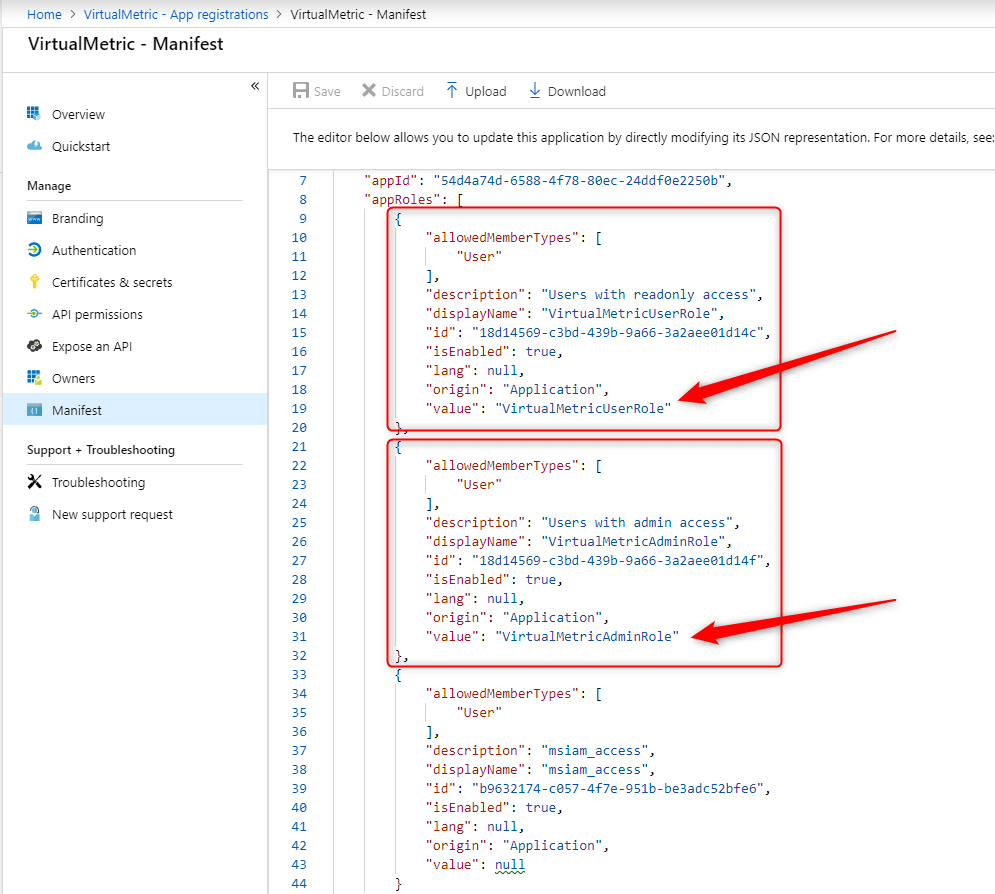 Home > VirtualMetric - App registrations > VirtualMetric - Manifest
VirtualMetric - Manifest
«
Overview
Quickstart
Manage
Branding
Authentication
Certificates & secrets
API permissions
Expose an API
Owners
Manifest
Support + Troubleshooting
Troubleshooting
New support request
Save Discard Upload Download
The editor below allows you to update this application by directly modifying its JSON representation. For more details, see:
7 "appId": "54d4a74d-6588-4f78-80ec-24ddf0e2250b",
8 "appRoles": [
9 {
10 "allowedMemberTypes": [
11 "User"
12 ],
13 "description": "Users with readonly access",
14 "displayName": "VirtualMetricUserRole",
15 "id": "18d14569-c3bd-439b-9a66-3a2aee01d14c",
16 "isEnabled": true,
17 "lang": null,
18 "origin": "Application",
19 "value": "VirtualMetricUserRole"
20 },
21 {
22 "allowedMemberTypes": [
23 "User"
24 ],
25 "description": "Users with admin access",
26 "displayName": "VirtualMetricAdminRole",
27 "id": "18d14569-c3bd-439b-9a66-3a2aee01d14f",
28 "isEnabled": true,
29 "lang": null,
30 "origin": "Application",
31 "value": "VirtualMetricAdminRole"
32 },
33 {
34 "allowedMemberTypes": [
35 "User"
36 ],
37 "description": "msiam_access",
38 "displayName": "msiam_access",
39 "id": "b9632174-c057-4f7e-951b-be3adc52bfe6",
40 "isEnabled": true,
41 "lang": null,
42 "origin": "Application",
43 "value": null
44 }